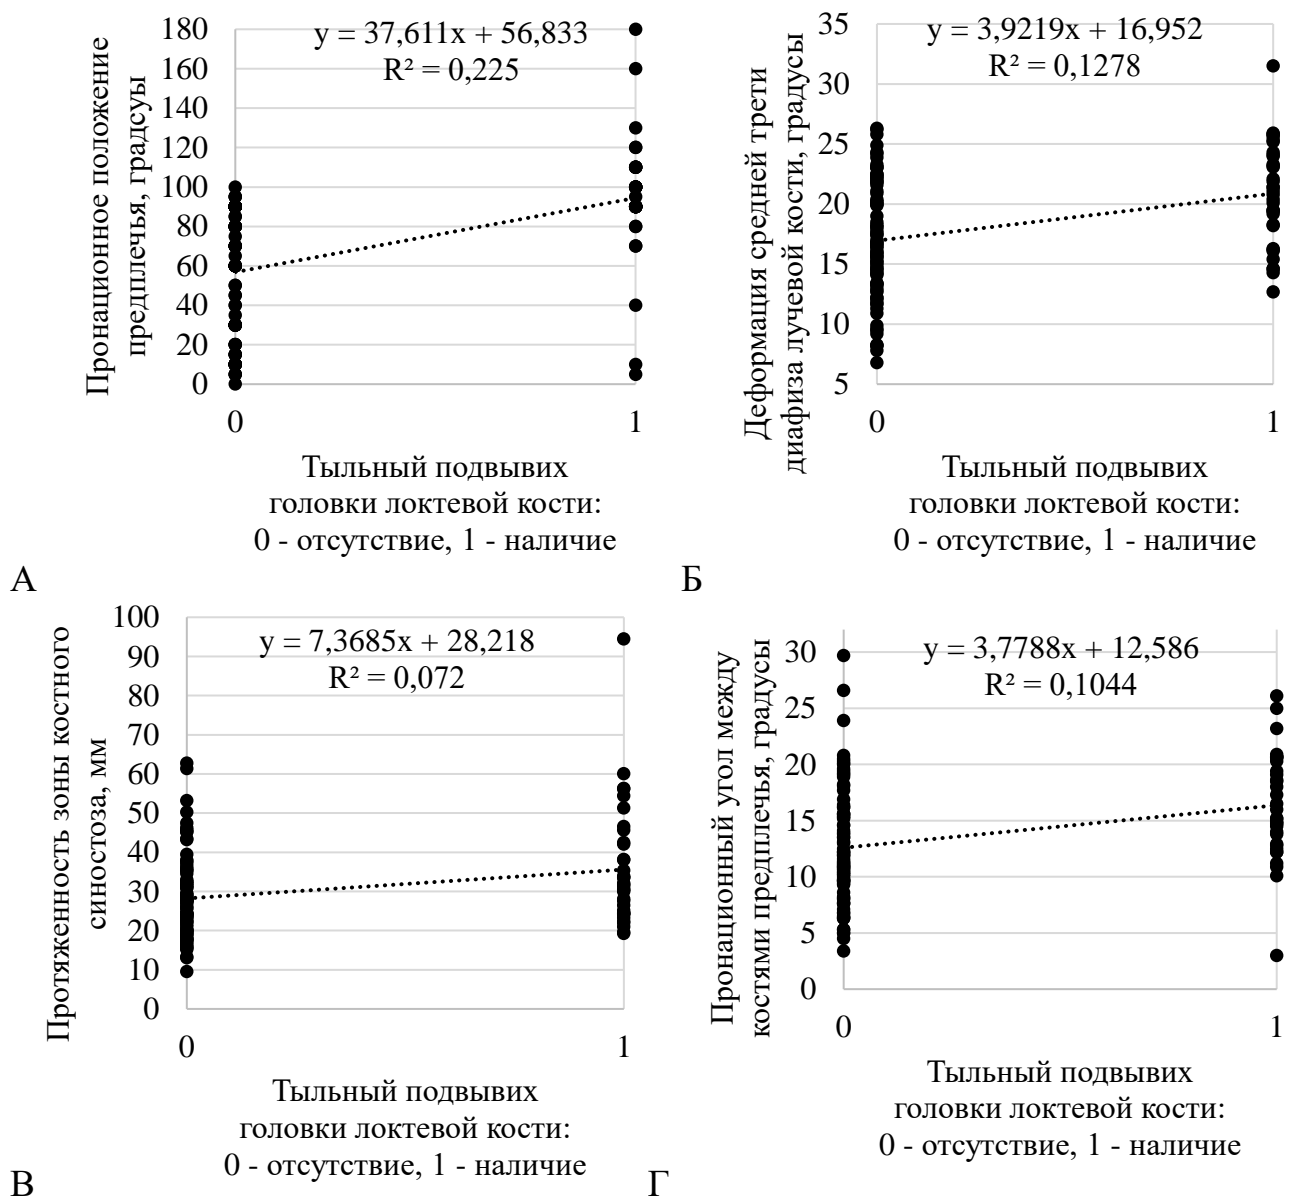 y = 37,611x + 56,833
R² = 0,225
Пронационное положение
предплечья, градсуы
180
160
140
120
100
80
60
40
20
0
0
1
Тыльный подвывих
головки локтевой кости:
0 - отсутствие, 1 - наличие
А
y = 3,9219x + 16,952
R² = 0,1278
Деформация средней трети
диафиза лучевой кости, градусы
35
30
25
20
15
10
5
0
1
Тыльный подвывих
головки локтевой кости:
0 - отсутствие, 1 - наличие
Б
y = 7,3685x + 28,218
R² = 0,072
Протяженность зоны костного
синостоза, мм
100
90
80
70
60
50
40
30
20
10
0
0
1
Тыльный подвывих
головки локтевой кости:
0 - отсутствие, 1 - наличие
В
y = 3,7788x + 12,586
R² = 0,1044
Пронационный угол между
костями предплечья, градусы
30
25
20
15
10
5
0
0
1
Тыльный подвывих
головки локтевой кости:
0 - отсутствие, 1 - наличие
Г